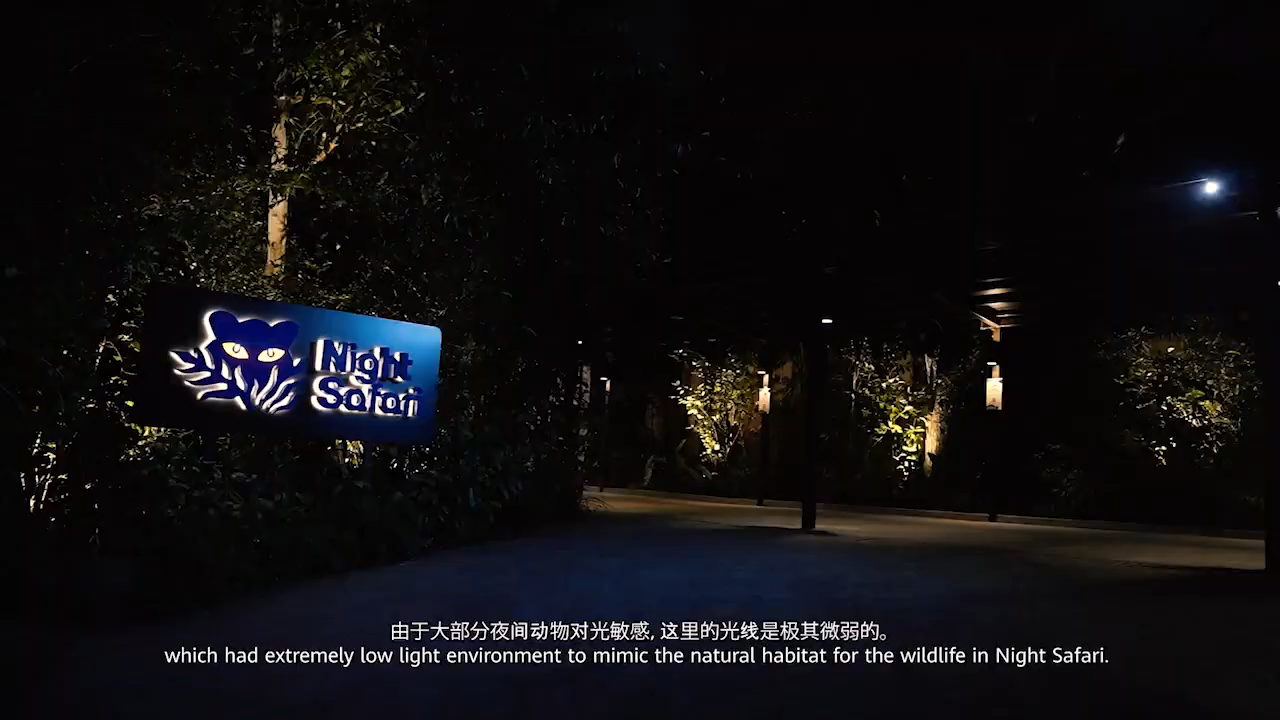 Night
Safari
由于大部分夜间动物对光敏感, 这里的光线是极其微弱的。
which had extremely low light environment to mimic the natural habitat for the wildlife in Night Safari.